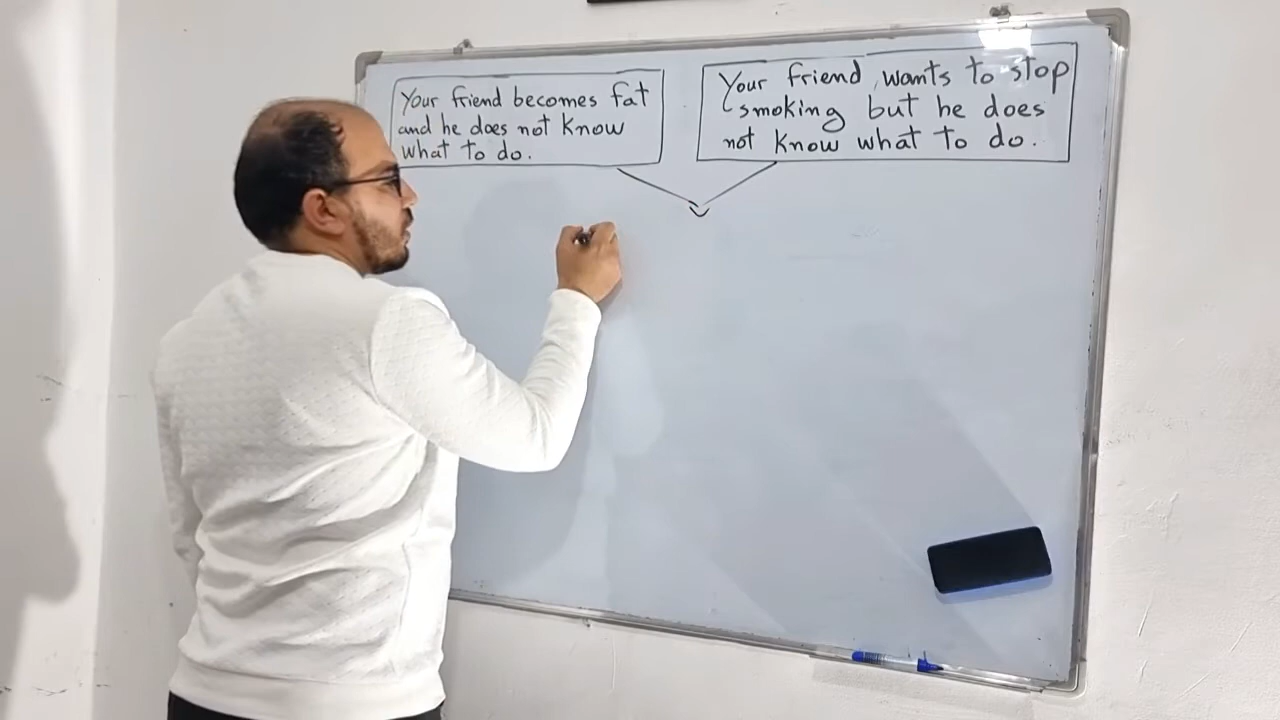 Your friend becomes fat
and he does not know
what to do.
Your friend wants to stop
smoking but he does
not know what to do.